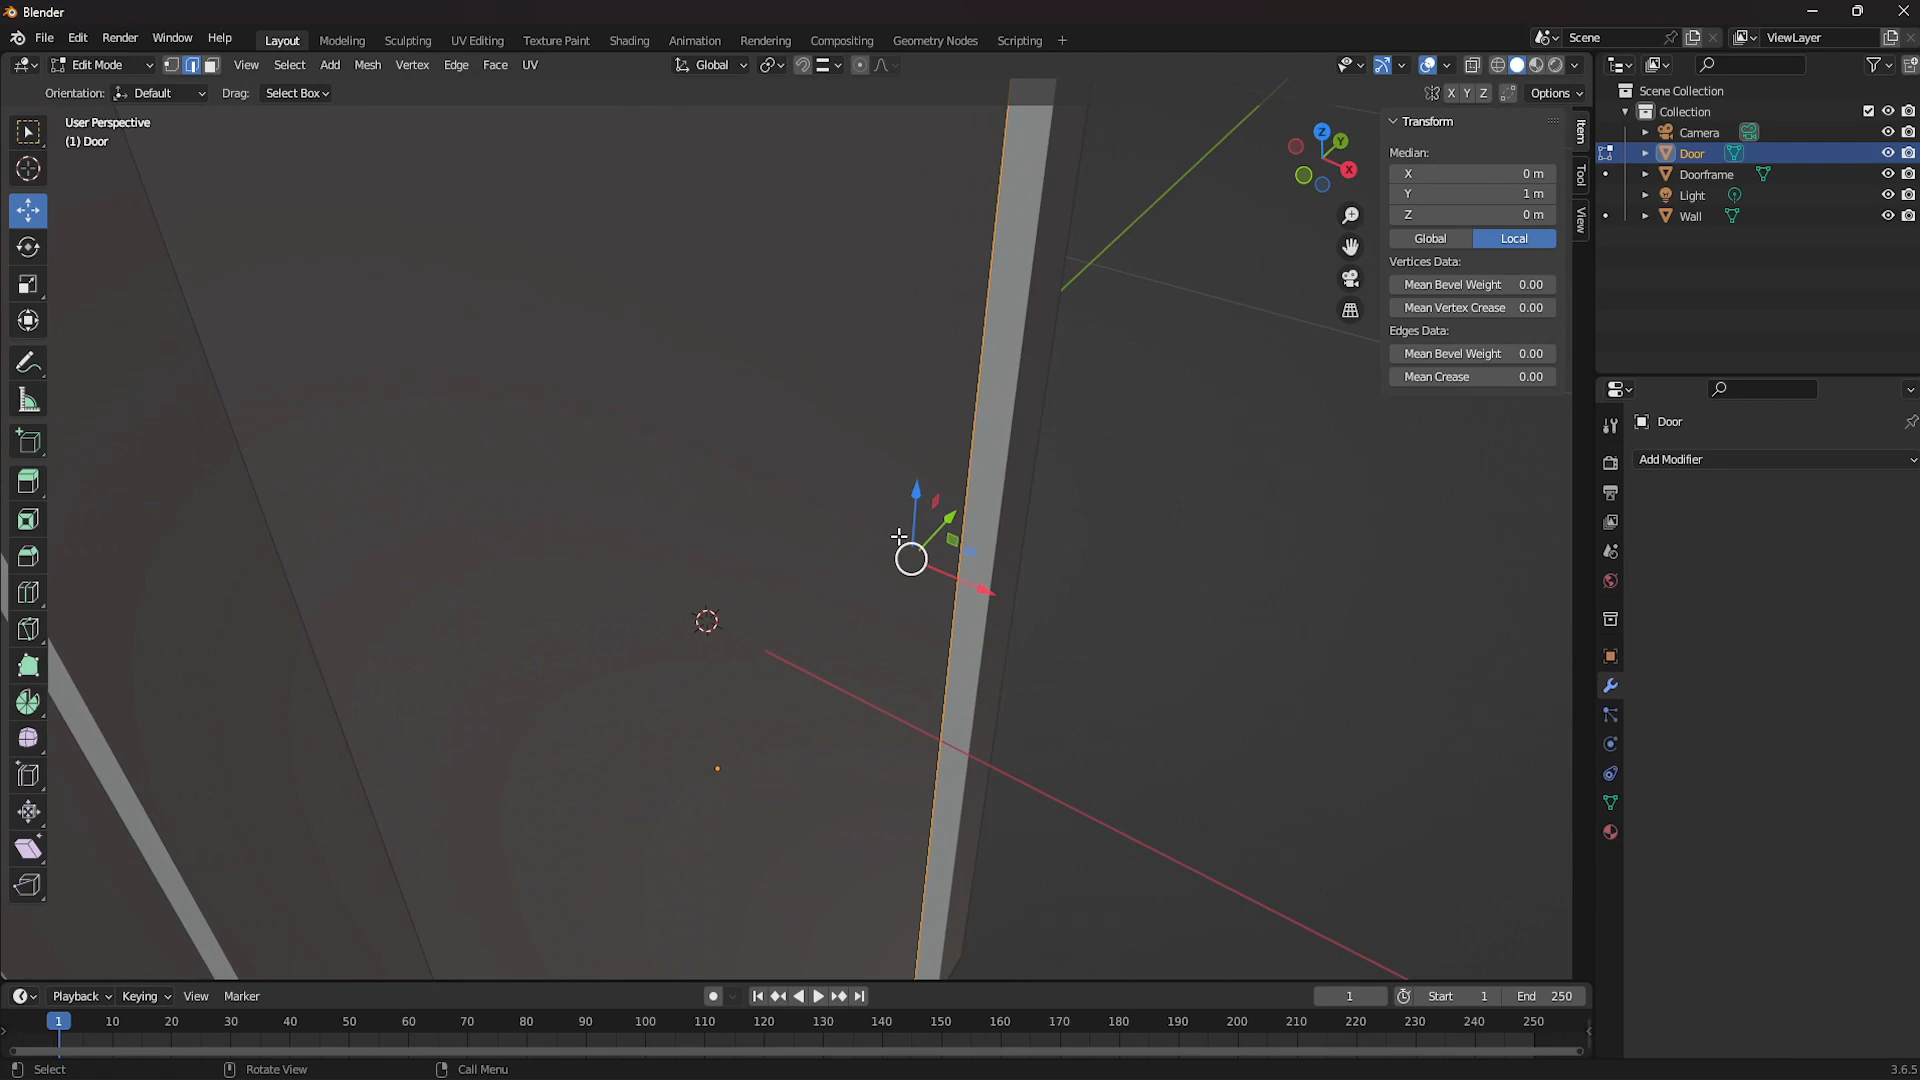 Blender
File Edit Render Window Help Layout Modeling Sculpting UV Editing Texture Paint Shading Animation Rendering Compositing Geometry Nodes Scripting + Scene ViewLayer
Edit Mode View Select Add Mesh Vertex Edge Face UV Global
Orientation: Default Drag: Select Box X Y Z Options
User Perspective
(1) Door
Z
Y
X
Transform
Median:
X 0 m
Y 1 m
Z 0 m
Global Local
Vertices Data:
Mean Bevel Weight 0.00
Mean Vertex Crease 0.00
Edges Data:
Mean Bevel Weight 0.00
Mean Crease 0.00
Item
Tool
View
Scene Collection
Collection
Camera
Door
Doorframe
Light
Wall
Door
Add Modifier
Playback Keying View Marker 1 Start 1 End 250
1 10 20 30 40 50 60 70 80 90 100 110 120 130 140 150 160 170 180 190 200 210 220 230 240 250
Select Rotate View Call Menu 3.6.5